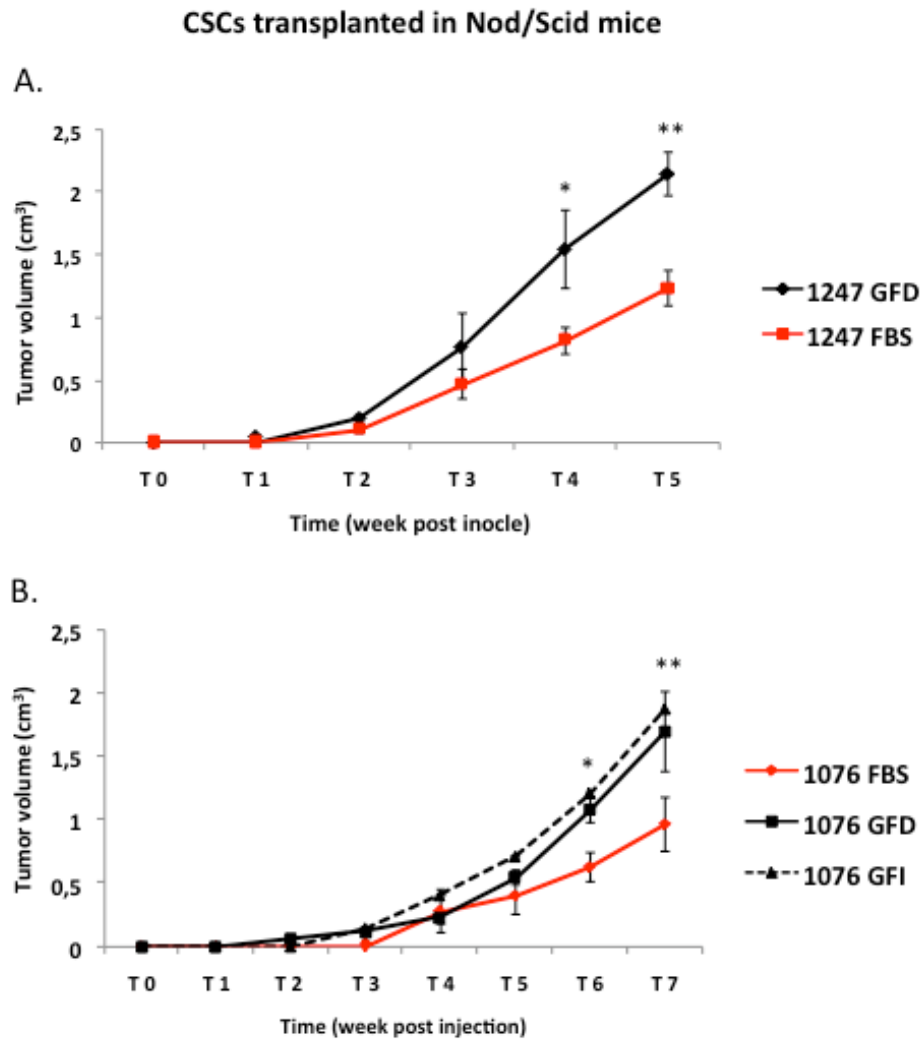 CSCs transplanted in Nod/Scid mice
A.
2,5
2
1,5
1
0,5
0
Tumor volume (cm³)
* 
**
T 0 T 1 T 2 T 3 T 4 T 5
Time (week post inocle)
1247 GFD
1247 FBS
B.
2,5
2
1,5
1
0,5
0
Tumor volume (cm³)
*
**
T 0 T 1 T 2 T 3 T 4 T 5 T 6 T 7
Time (week post injection)
1076 FBS
1076 GFD
1076 GFI